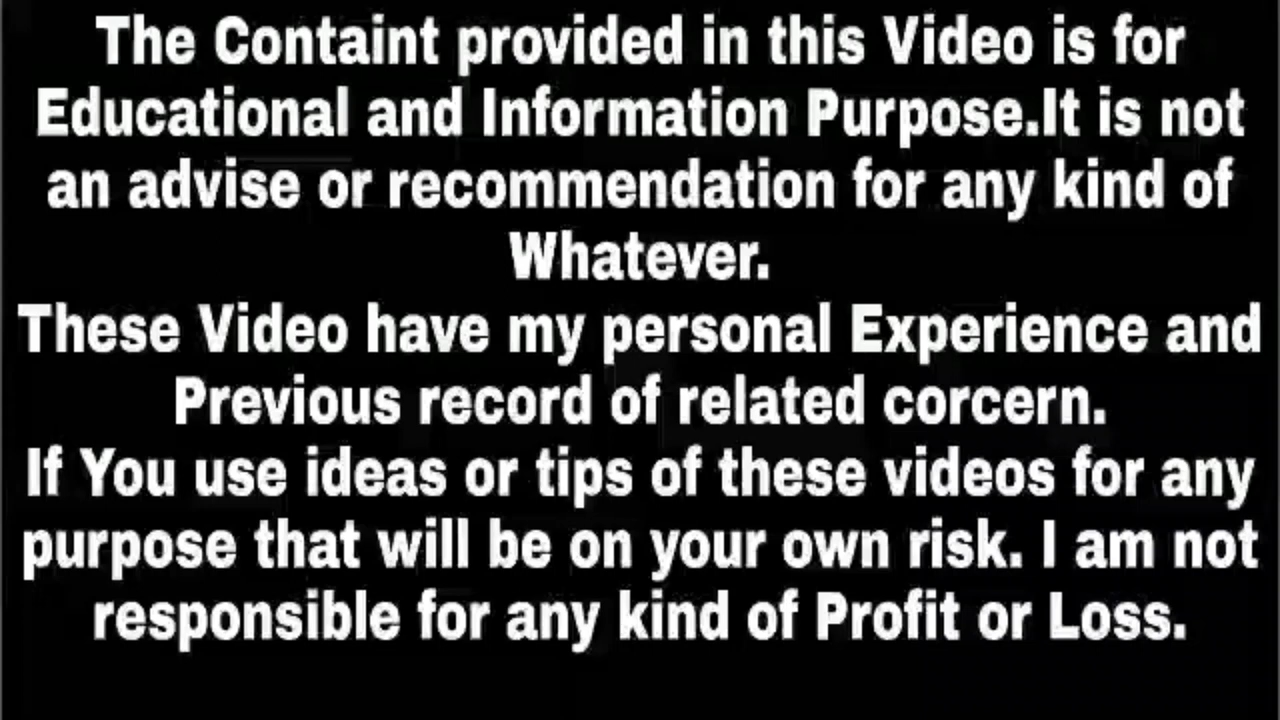 The Containt provided in this Video is for
Educational and Information Purpose.It is not
an advise or recommendation for any kind of
Whatever.
These Video have my personal Experience and
Previous record of related corcern.
If You use ideas or tips of these videos for any
purpose that will be on your own risk. I am not
responsible for any kind of Profit or Loss.